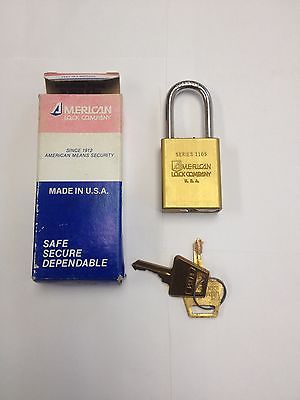 AMERICAN
LOCK COMPANY
SINCE 1912
AMERICAN MEANS SECURITY
MADE IN U.S.A.
SAFE
SECURE
DEPENDABLE
SERIES 1105
AMERICAN
LOCK COMPANY
U.S.A.